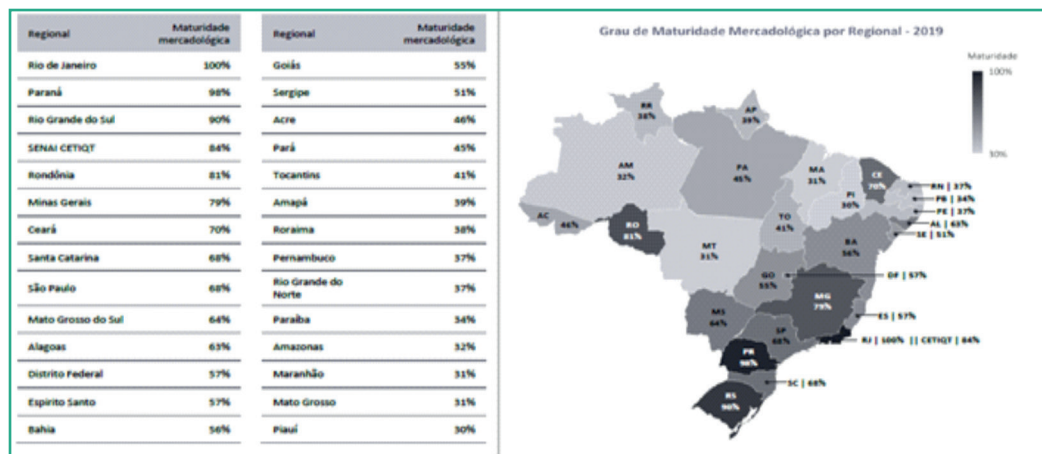 Regional Maturidade mercadológica
Rio de Janeiro 100%
Paraná 98%
Rio Grande do Sul 90%
SENAI CETIQT 84%
Rondônia 81%
Minas Gerais 79%
Ceará 70%
Santa Catarina 68%
São Paulo 68%
Mato Grosso do Sul 64%
Alagoas 63%
Distrito Federal 57%
Espírito Santo 57%
Bahia 56%
Regional Maturidade mercadológica
Goiás 55%
Sergipe 51%
Acre 46%
Pará 45%
Tocantins 41%
Amapá 39%
Roraima 38%
Pernambuco 37%
Rio Grande do
Norte 37%
Paraíba 34%
Amazonas 32%
Maranhão 31%
Mato Grosso 31%
Piauí 30%
Grau de Maturidade Mercadológica por Regional - 2019
Maturidade
100%
30%
RR
38%
AP
39%
AM
32%
PA
45%
MA
31%
CE
70%
RN | 37%
PB | 34%
PE | 37%
AL | 63%
SE | 51%
PI
30%
AC 46%
RO
81%
TO
41%
MT
31%
BA
56%
GO
55%
DF | 57%
MG
79%
ES | 57%
MS
64%
SP
68%
RJ | 100% || CETIQT | 84%
PR
98%
SC | 68%
RS
90%